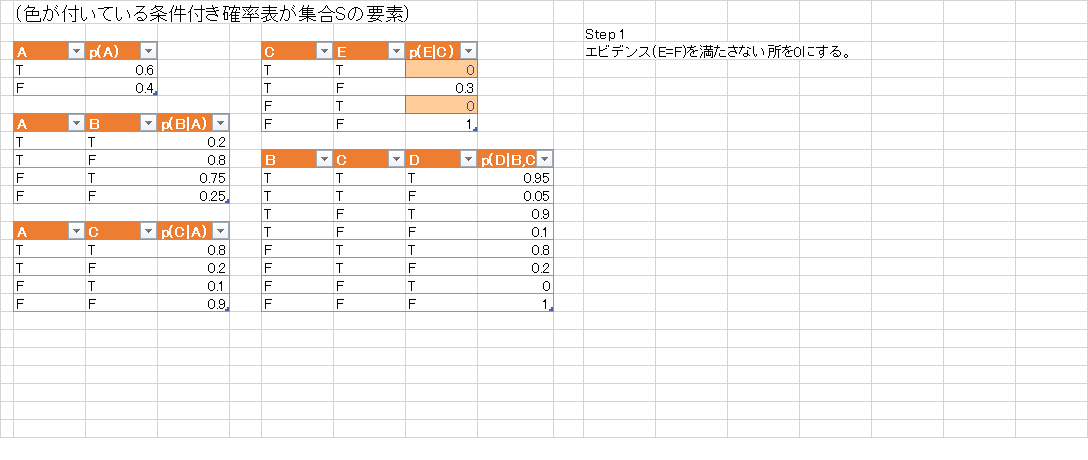 (色が付いている条件付き確率表が集合Sの要素)
Step 1
エビデンス(E=F)を満たさない所を0にする。
A p(A)
T 0.6
F 0.4
A B p(B|A)
T T 0.2
T F 0.8
F T 0.75
F F 0.25
A C p(C|A)
T T 0.8
T F 0.2
F T 0.1
F F 0.9
C E p(E|C)
T T 0
T F 0.3
F T 0
F F 1
B C D p(D|B,C
T T T 0.95
T T F 0.05
T F T 0.9
T F F 0.1
F T T 0.8
F T F 0.2
F F T 0
F F F 1